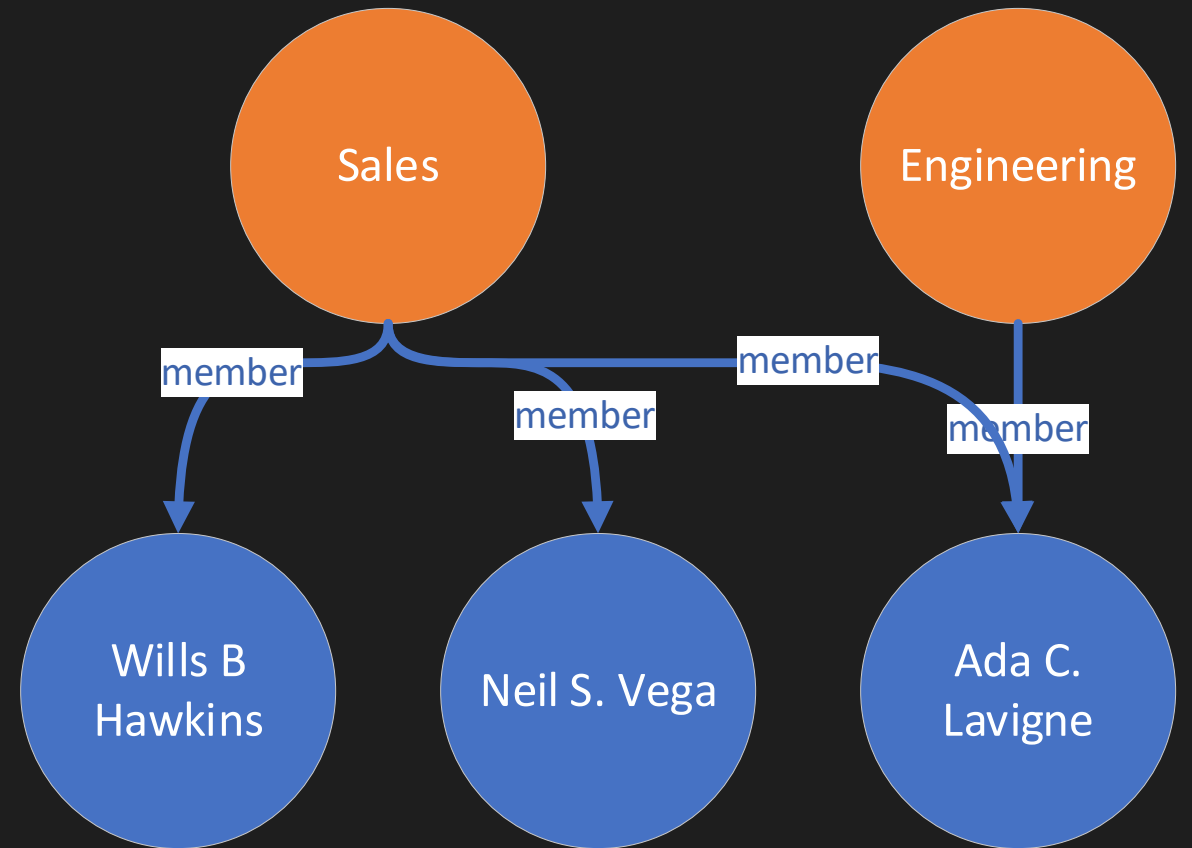 Sales
Engineering
member
member
member
member
Wills B
Hawkins
Neil S. Vega
Ada C.
Lavigne